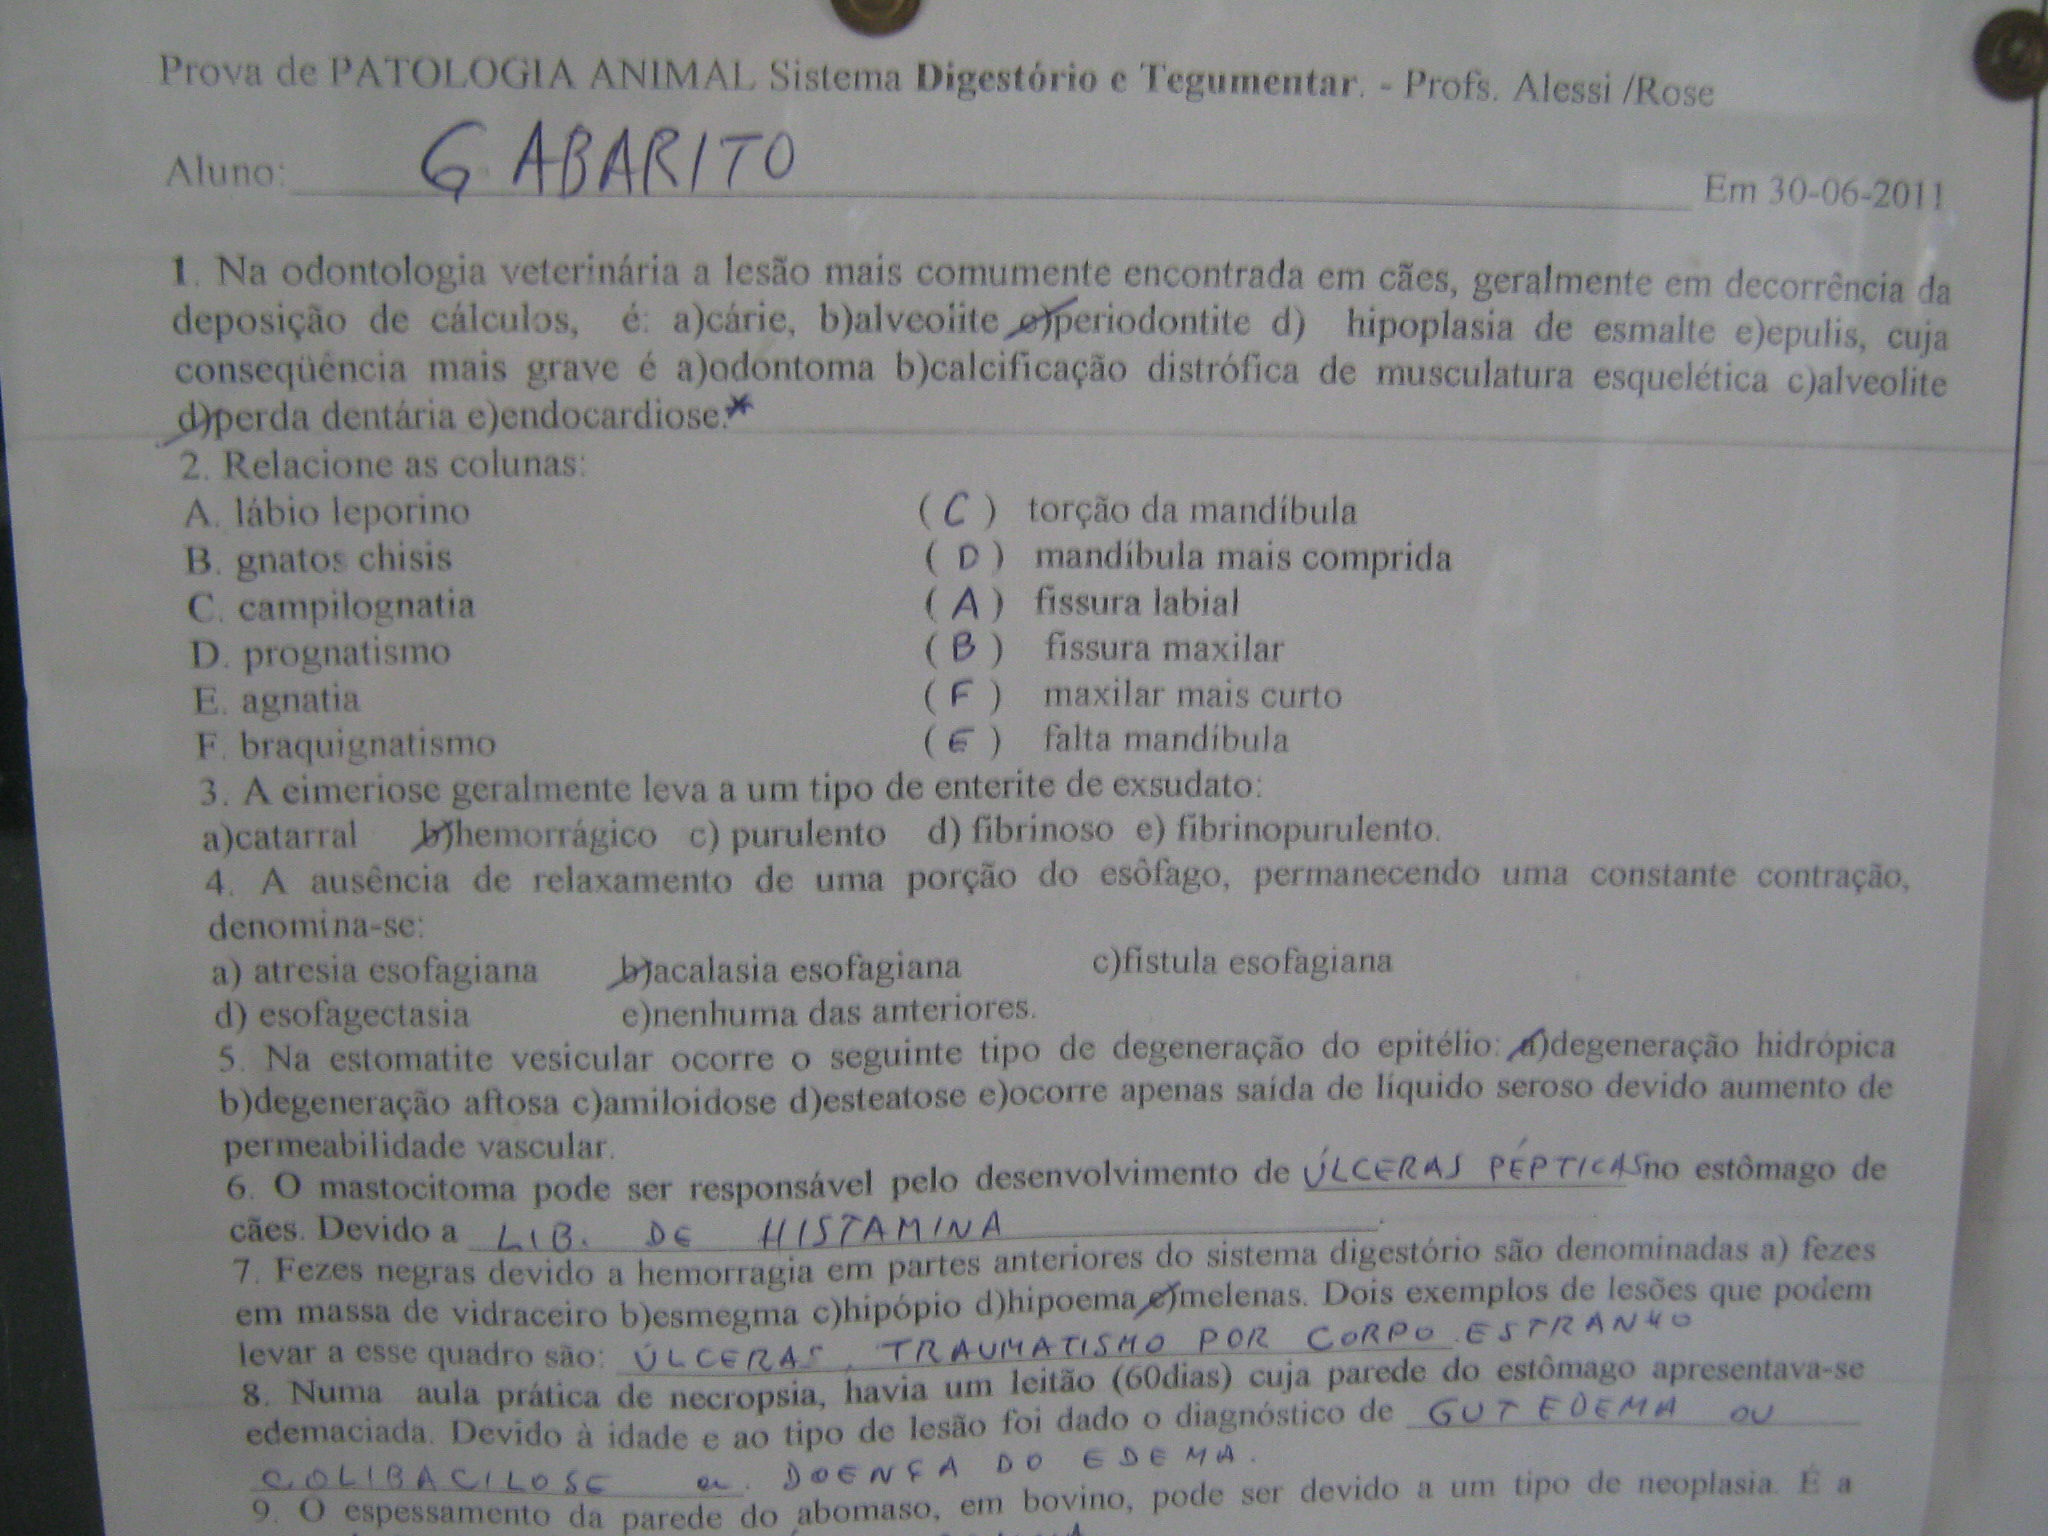 Prova de PATOLOGIA ANIMAL Sistema Digestório e Tegumentar. - Profs. Alessi /Rose
Aluno: GABARITO Em 30-06-2011
1. Na odontologia veterinária a lesão mais comumente encontrada em cães, geralmente em decorrência da
deposição de cálculos, é: a)cárie, b)alveolite c)periodontite d) hipoplasia de esmalte e)epulis, cuja
conseqüência mais grave é a)odontoma b)calcificação distrófica de musculatura esquelética c)alveolite
d)perda dentária e)endocardiose.*
2. Relacione as colunas:
A. lábio leporino (C) torção da mandíbula
B. gnatos chisis (D) mandíbula mais comprida
C. campilognatia (A) fissura labial
D. prognatismo (B) fissura maxilar
E. agnatia (F) maxilar mais curto
F. braquignatismo (E) falta mandíbula
3. A eimeriose geralmente leva a um tipo de enterite de exsudato:
a)catarral b)hemorrágico c) purulento d) fibrinoso e) fibrinopurulento.
4. A ausência de relaxamento de uma porção do esôfago, permanecendo uma constante contração,
denomina-se:
a) atresia esofagiana b)acalasia esofagiana c)fistula esofagiana
d) esofagectasia e)nenhuma das anteriores.
5. Na estomatite vesicular ocorre o seguinte tipo de degeneração do epitélio: a)degeneração hidrópica
b)degeneração aftosa c)amiloidose d)esteatose e)ocorre apenas saída de líquido seroso devido aumento de
permeabilidade vascular.
6. O mastocitoma pode ser responsável pelo desenvolvimento de ÚLCERAS PÉPTICAS no estômago de
cães. Devido a LIB. DE HISTAMINA.
7. Fezes negras devido a hemorragia em partes anteriores do sistema digestório são denominadas a) fezes
em massa de vidraceiro b)esmegma c)hipópio d)hipoema e)melenas. Dois exemplos de lesões que podem
levar a esse quadro são: ÚLCERAS, TRAUMATISMO POR CORPO ESTRANHO
8. Numa aula prática de necropsia, havia um leitão (60dias) cuja parede do estômago apresentava-se
edemaciada. Devido à idade e ao tipo de lesão foi dado o diagnóstico de GUT EDEMA OU
COLIBACILOSE ou DOENÇA DO EDEMA.
9. O espessamento da parede do abomaso, em bovino, pode ser devido a um tipo de neoplasia. É a